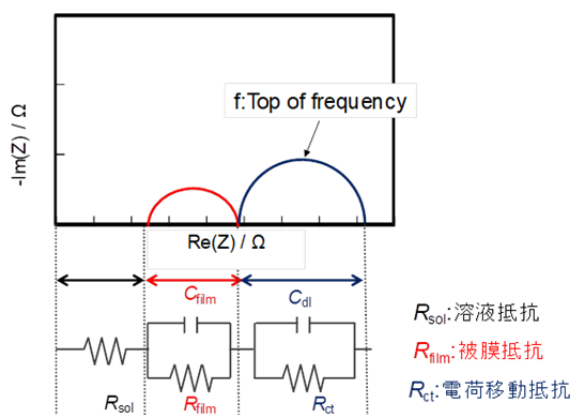 f:Top of frequency
-Im(Z) / Ω
Re(Z) / Ω
Cfilm
Cdl
Rsol
Rfilm
Rct
Rsol:溶液抵抗
Rfilm:被膜抵抗
Rct:電荷移動抵抗